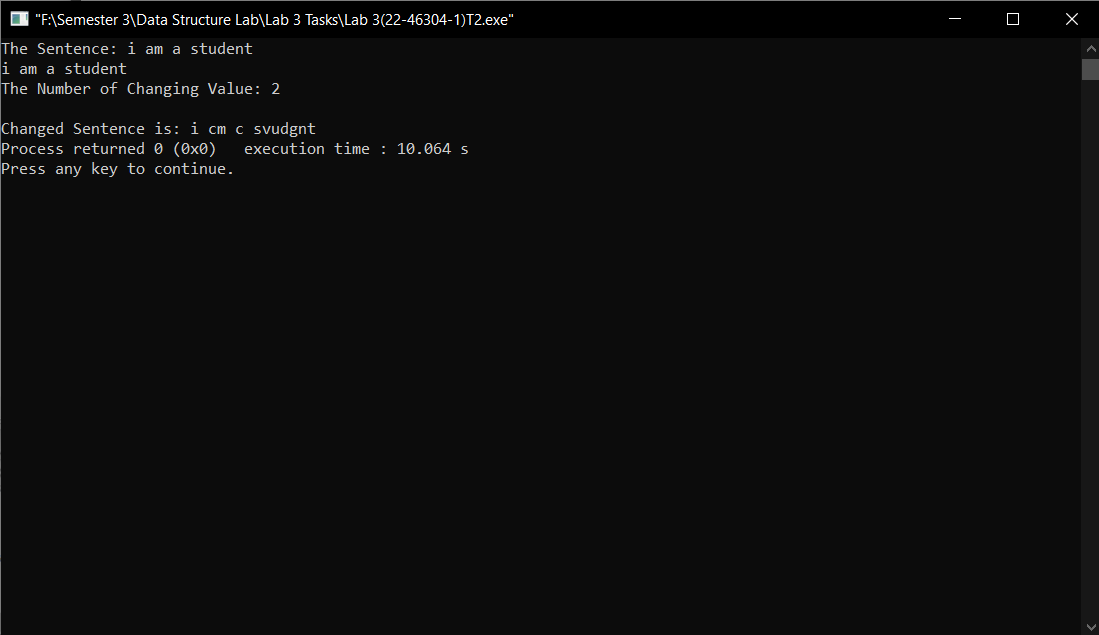 "F:\Semester 3\Data Structure Lab\Lab 3 Tasks\Lab 3(22-46304-1)T2.exe"
The Sentence: i am a student
i am a student
The Number of Changing Value: 2
Changed Sentence is: i cm c svudgnt
Process returned 0 (0x0)   execution time : 10.064 s
Press any key to continue.